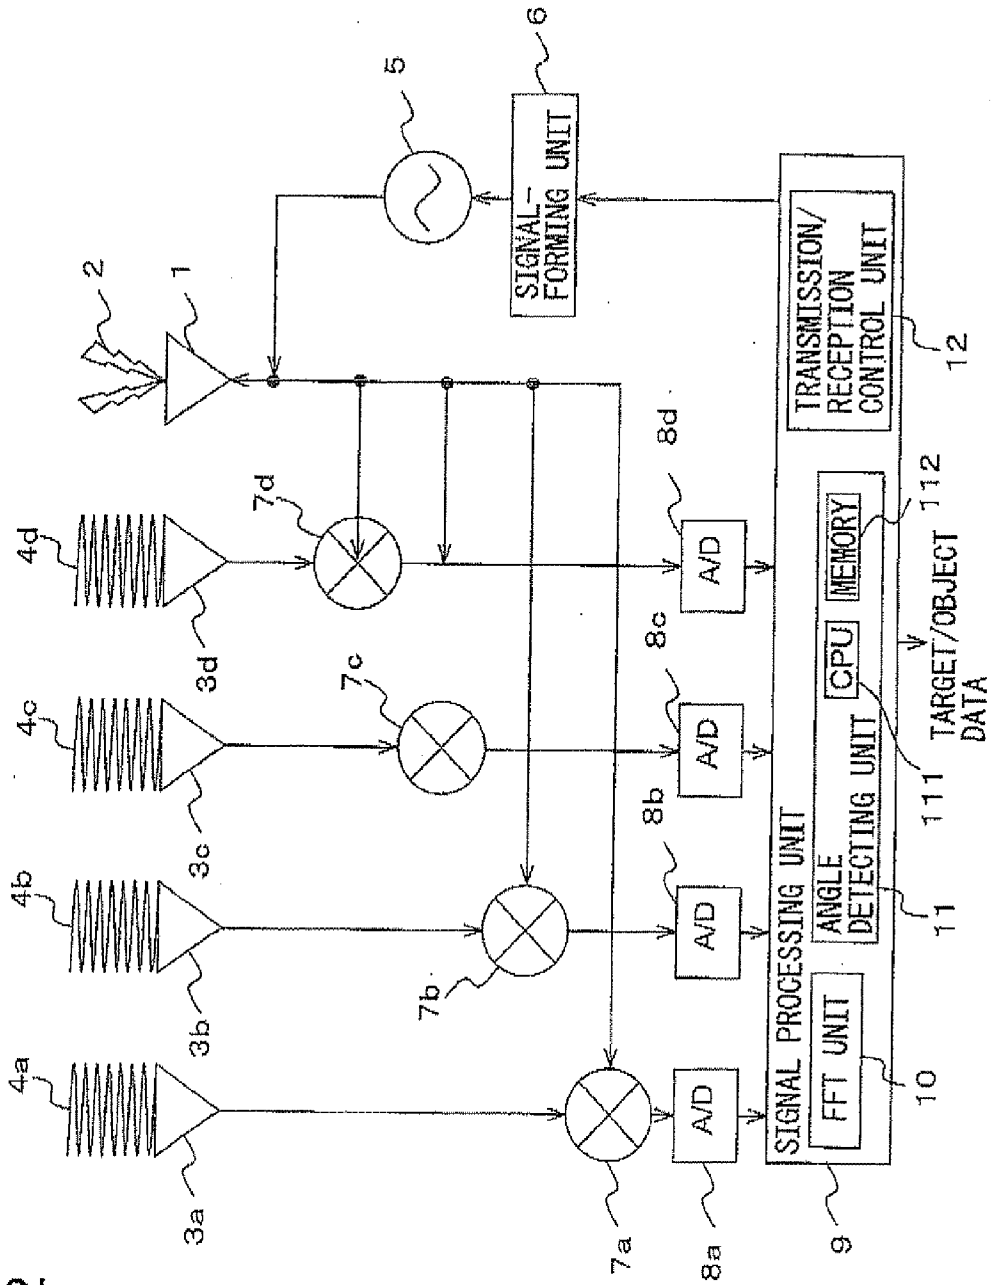 6
5
2
1
SIGNAL-
FORMING UNIT
4d
7d
3d
8d
4c
7c
3c
8c
4b
7b
3b
8b
4a
3a
7a
8a
A/D
A/D
A/D
A/D
SIGNAL PROCESSING UNIT
FFT UNIT
ANGLE
DETECTING UNIT
CPU
MEMORY
TRANSMISSION/
RECEPTION
CONTROL UNIT
9
10
11
111
112
12
TARGET/OBJECT
DATA